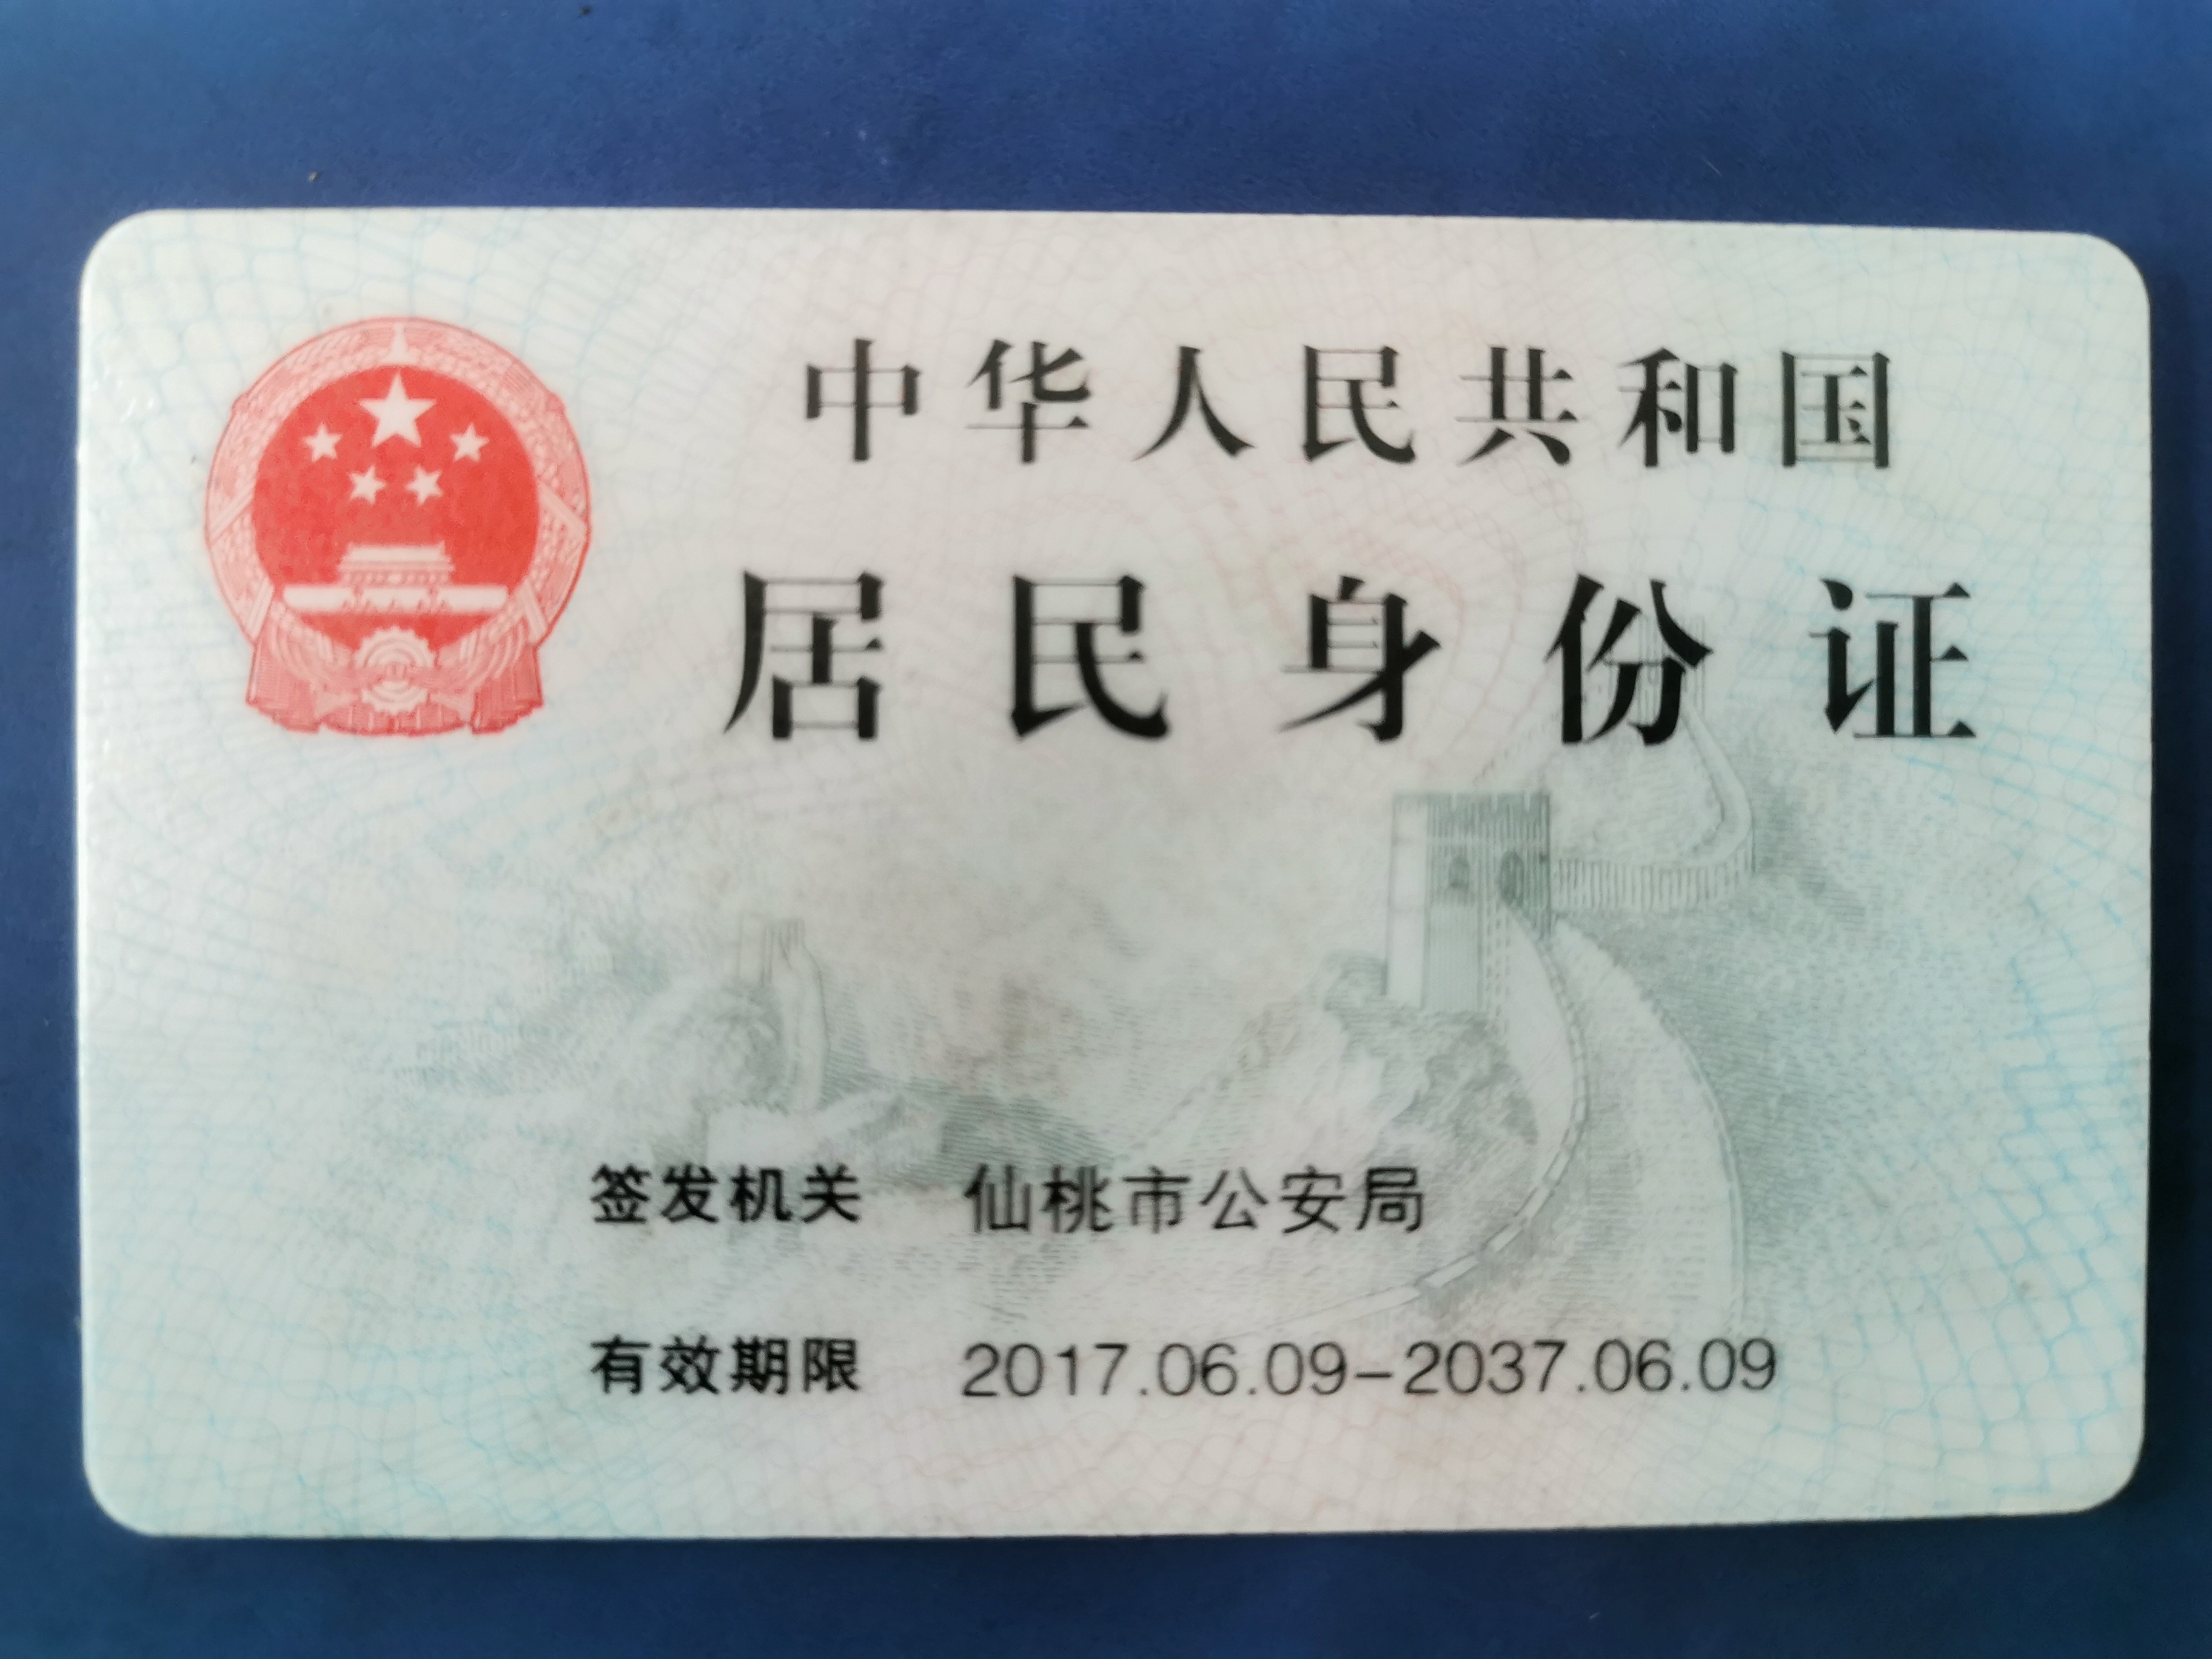 中华人民共和国
居民身份证
签发机关 仙桃市公安局
有效期限 2017.06.09-2037.06.09